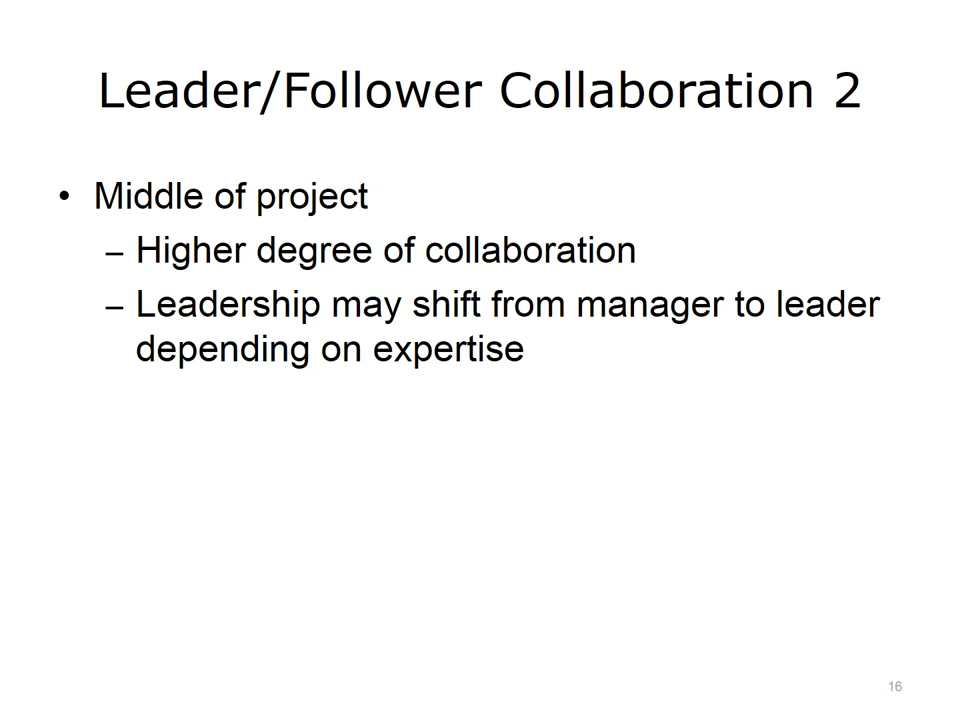 Leader/Follower Collaboration 2
• Middle of project
– Higher degree of collaboration
– Leadership may shift from manager to leader
depending on expertise
16